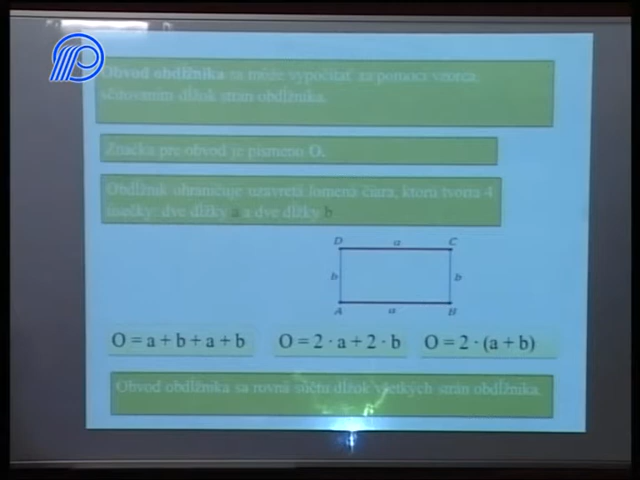 Obvod obdĺžnika sa môže vypočítať za pomoci vzorca,
sčítovaním dĺžok strán obdĺžnika.
Značka pre obvod je písmeno O.
Obdĺžnik ohraničuje uzavretá lomená čiara, ktorú tvoria 4
úsečky: dve dĺžky a a dve dĺžky b
D a C
b b
A a B
O = a + b + a + b O = 2 · a + 2 · b O = 2 · (a + b)
Obvod obdĺžnika sa rovná súčtu dĺžok všetkých strán obdĺžnika.